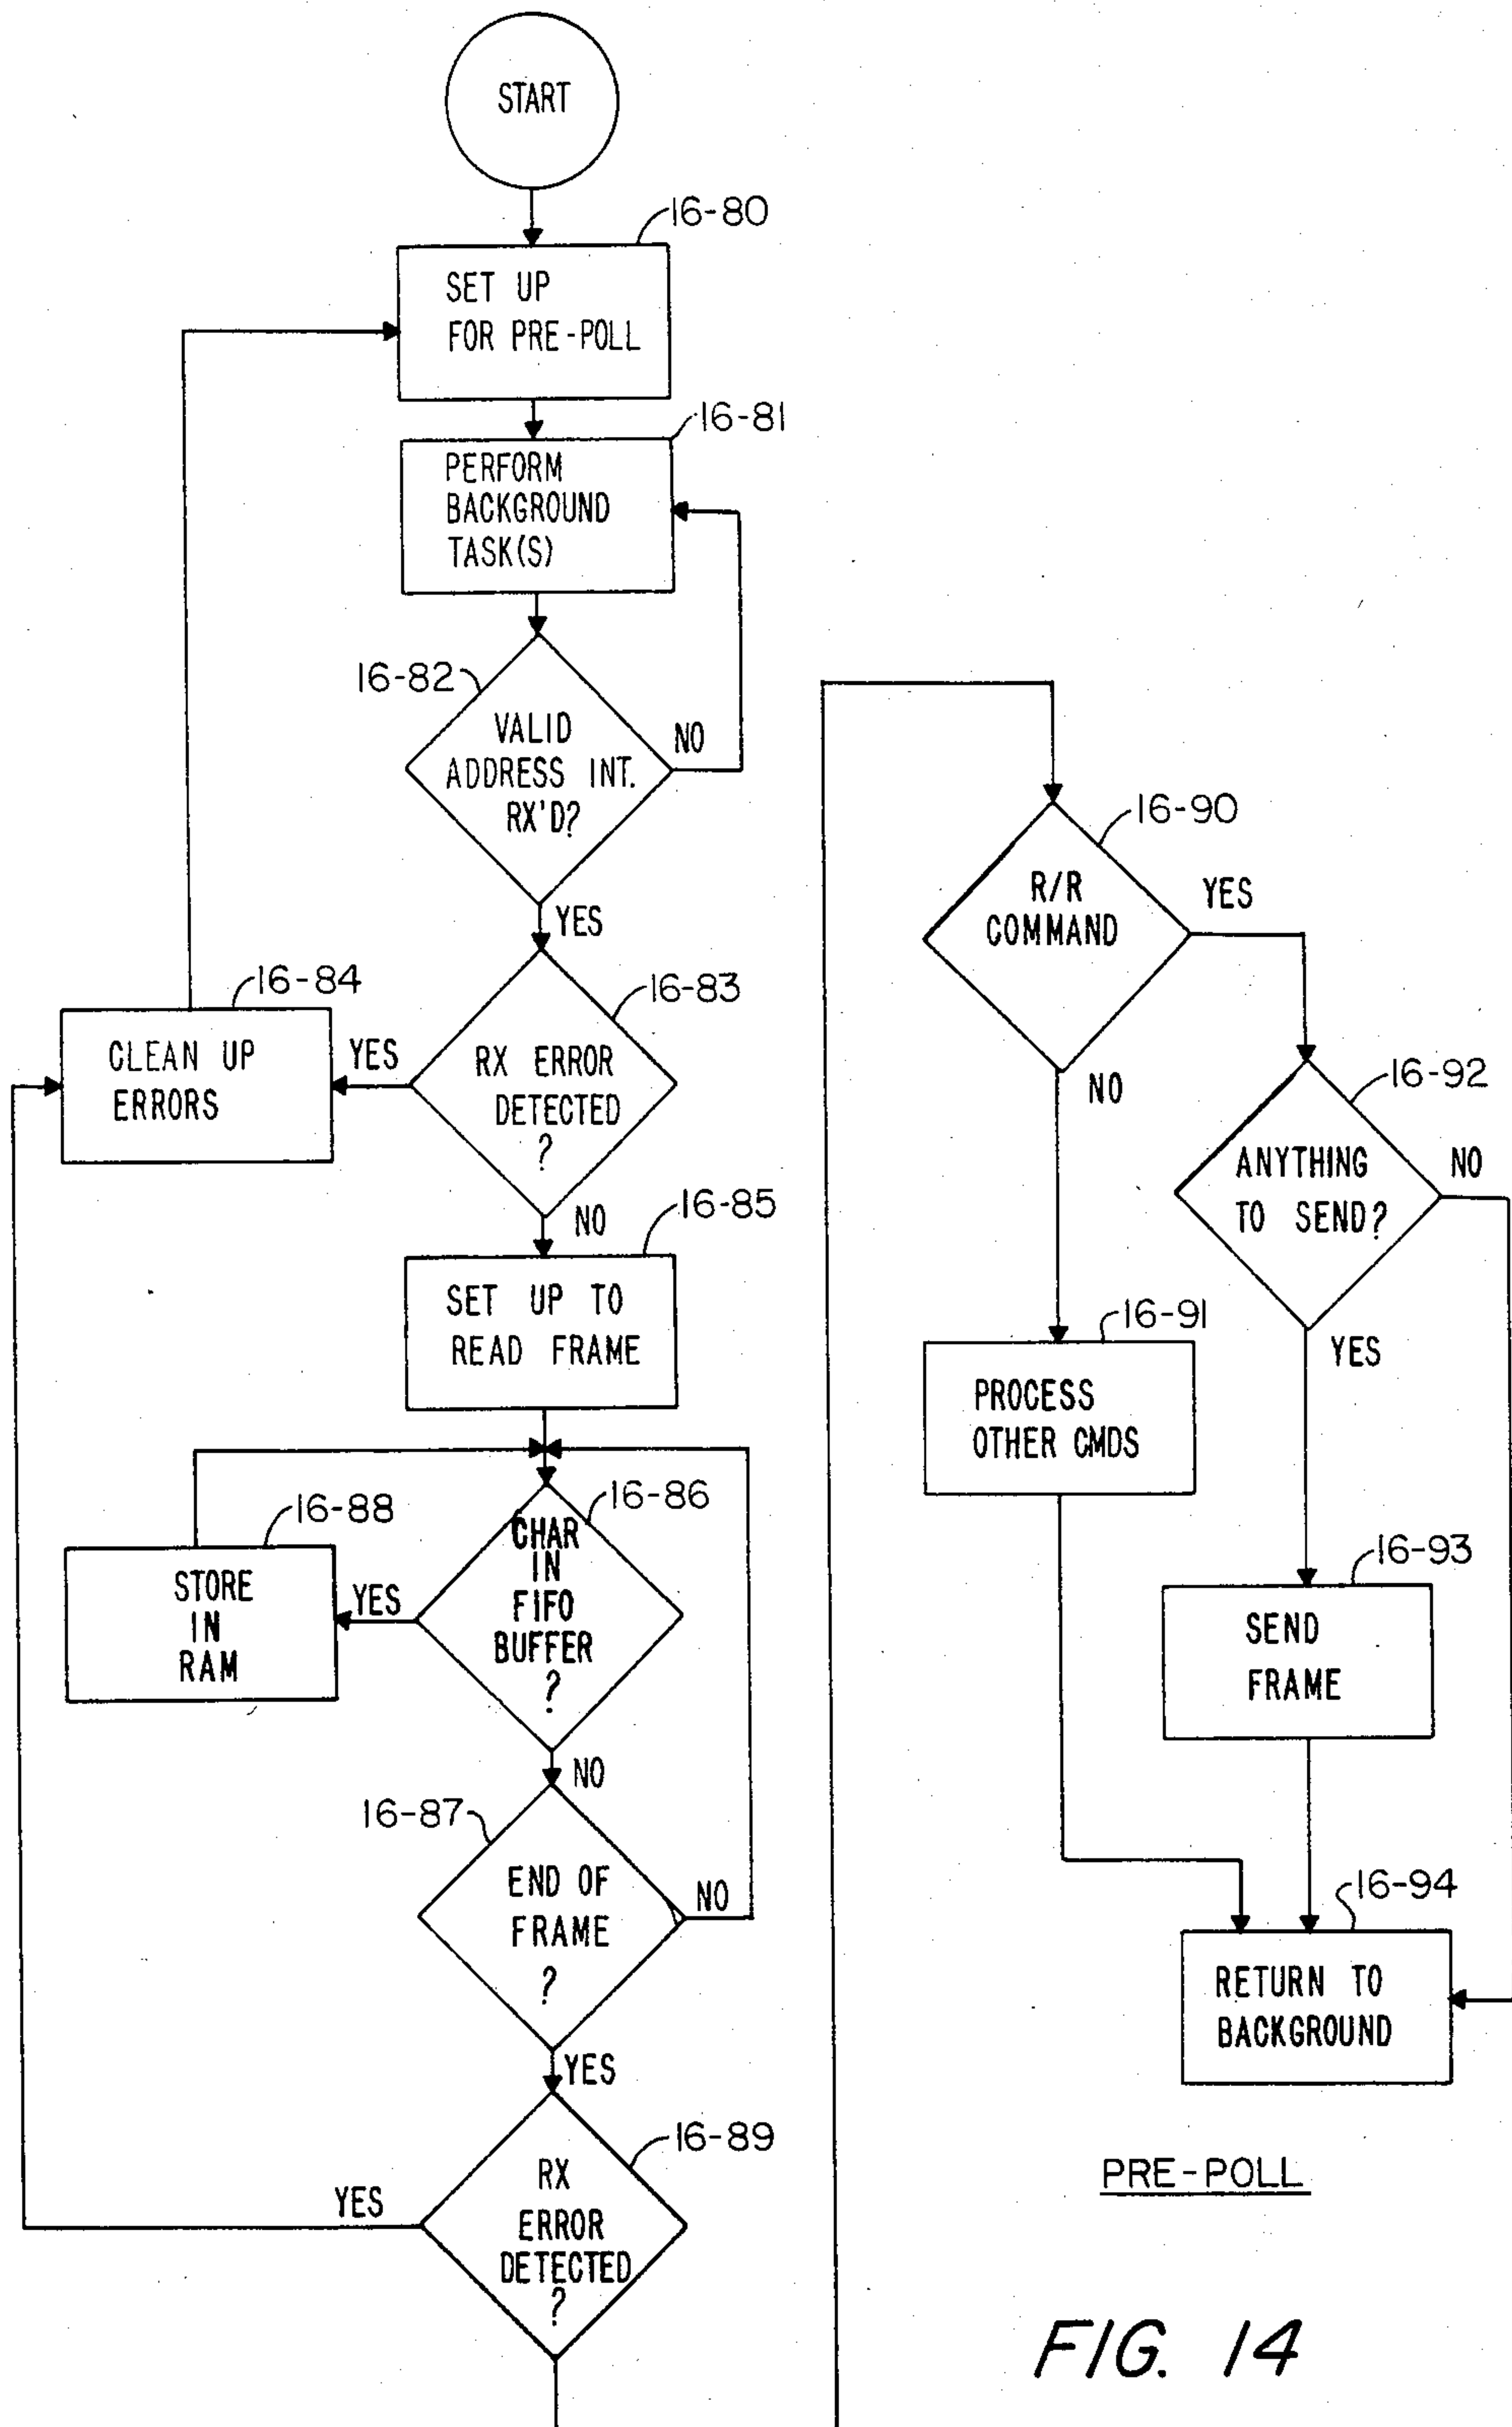 START
16-80
SET UP
FOR PRE-POLL
16-81
PERFORM
BACKGROUND
TASK(S)
16-82
VALID
ADDRESS INT.
RX'D?
NO
YES
16-83
RX ERROR
DETECTED
?
YES
16-84
CLEAN UP
ERRORS
NO
16-85
SET UP TO
READ FRAME
16-86
CHAR
IN
FIFO
BUFFER
?
YES
16-88
STORE
IN
RAM
NO
16-87
END OF
FRAME
?
NO
YES
16-89
RX
ERROR
DETECTED
?
YES
16-90
R/R
COMMAND
YES
NO
16-91
PROCESS
OTHER CMDS
16-92
ANYTHING
TO SEND?
NO
YES
16-93
SEND
FRAME
16-94
RETURN TO
BACKGROUND
PRE-POLL
FIG. 14